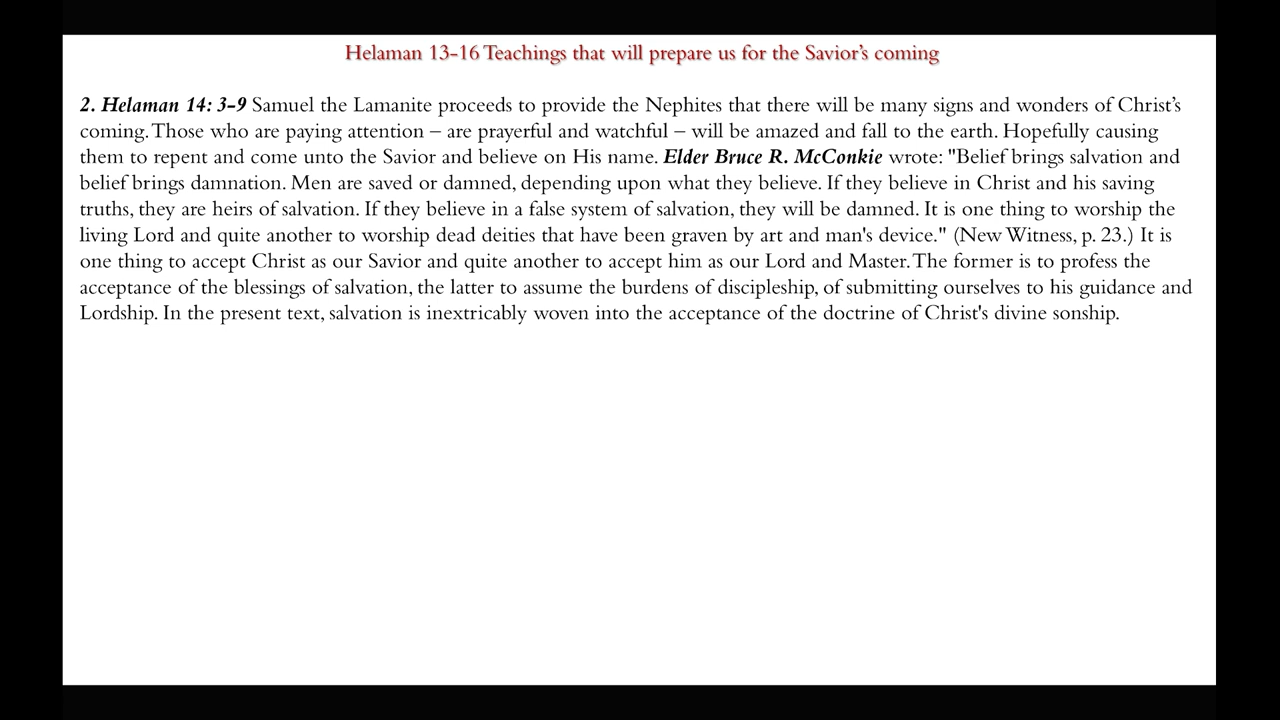 Helaman 13-16 Teachings that will prepare us for the Savior’s coming
2. Helaman 14: 3-9 Samuel the Lamanite proceeds to provide the Nephites that there will be many signs and wonders of Christ’s
coming. Those who are paying attention – are prayerful and watchful – will be amazed and fall to the earth. Hopefully causing
them to repent and come unto the Savior and believe on His name. Elder Bruce R. McConkie wrote: "Belief brings salvation and
belief brings damnation. Men are saved or damned, depending upon what they believe. If they believe in Christ and his saving
truths, they are heirs of salvation. If they believe in a false system of salvation, they will be damned. It is one thing to worship the
living Lord and quite another to worship dead deities that have been graven by art and man's device." (New Witness, p. 23.) It is
one thing to accept Christ as our Savior and quite another to accept him as our Lord and Master. The former is to profess the
acceptance of the blessings of salvation, the latter to assume the burdens of discipleship, of submitting ourselves to his guidance and
Lordship. In the present text, salvation is inextricably woven into the acceptance of the doctrine of Christ's divine sonship.